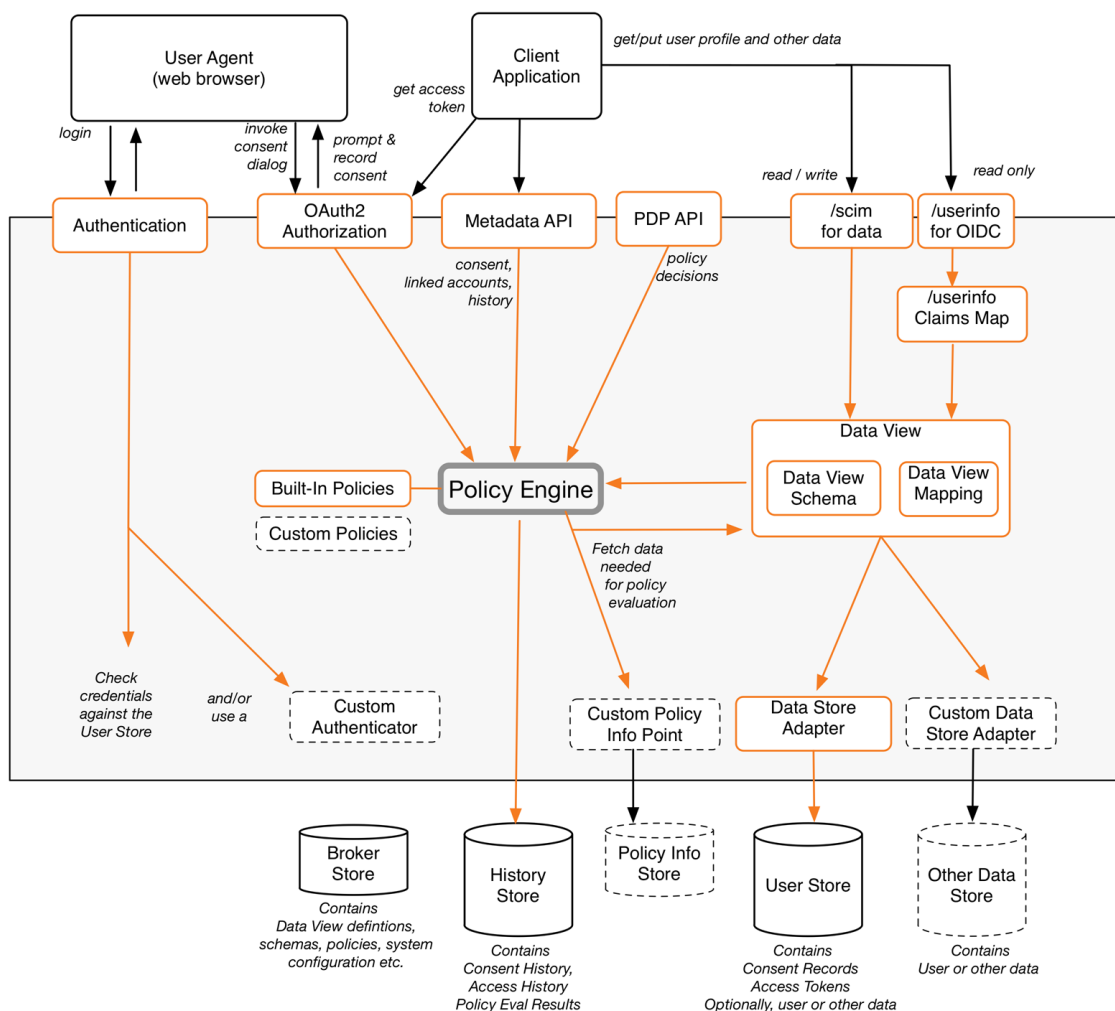 User Agent
(web browser)
Client
Application
get/put user profile and other data
get access
token
login
invoke
consent
dialog
prompt &
record
consent
read / write
read only
Authentication
OAuth2
Authorization
Metadata API
PDP API
/scim
for data
/userinfo
for OIDC
consent,
linked accounts,
history
policy
decisions
/userinfo
Claims Map
Data View
Data View
Schema
Data View
Mapping
Built-In Policies
Policy Engine
Custom Policies
Fetch data
needed
for policy
evaluation
Check
credentials
against the
User Store
and/or
use a
Custom
Authenticator
Custom Policy
Info Point
Data Store
Adapter
Custom Data
Store Adapter
Broker
Store
Contains
Data View defintions,
schemas, policies, system
configuration etc.
History
Store
Contains
Consent History,
Access History
Policy Eval Results
Policy Info
Store
User Store
Contains
Consent Records
Access Tokens
Optionally, user or other data
Other Data
Store
Contains
User or other data